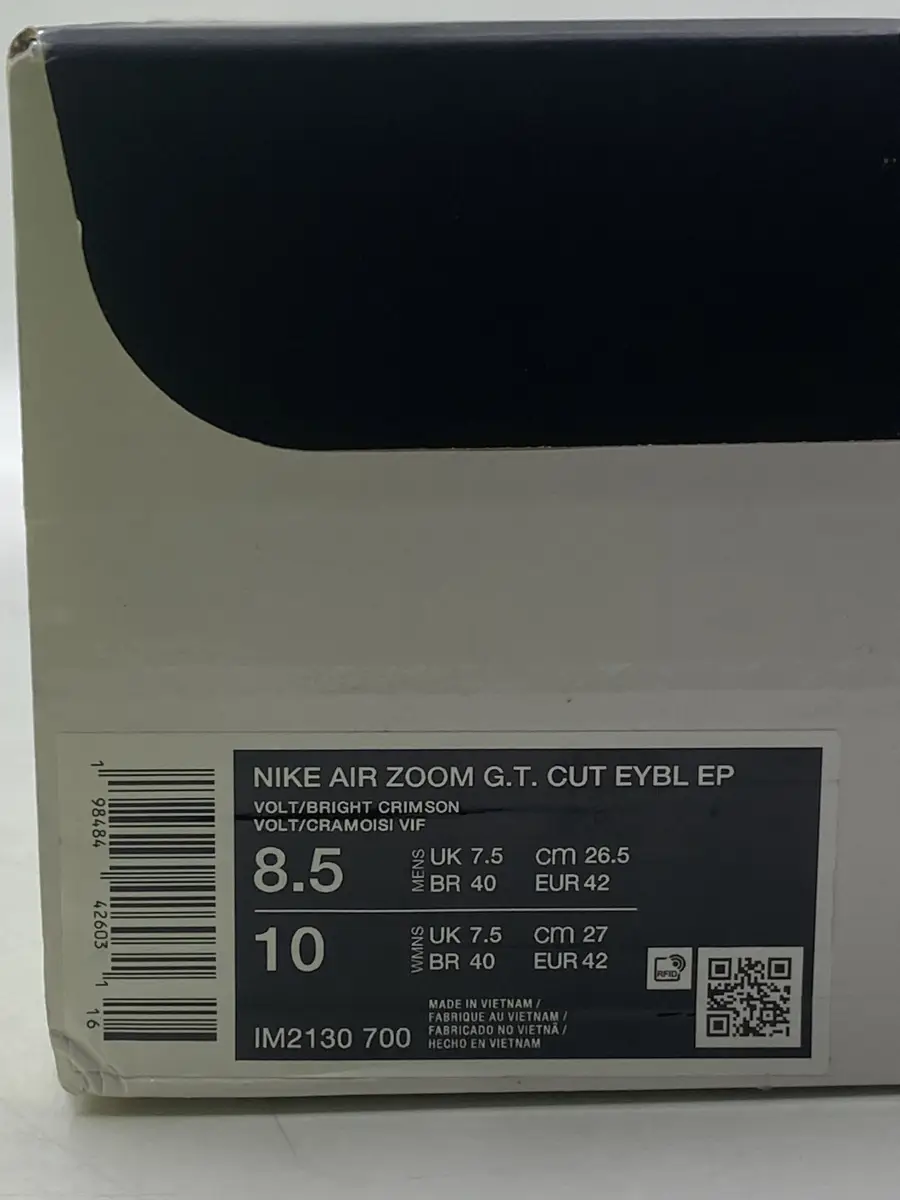 NIKE AIR ZOOM G.T. CUT EYBL EP
VOLT/BRIGHT CRIMSON
VOLT/CRAMOISI VIF
8.5 MENS UK 7.5 cm 26.5
BR 40 EUR 42
10 WMNS UK 7.5 cm 27
BR 40 EUR 42
RFID
MADE IN VIETNAM /
FABRIQUE AU VIETNAM /
FABRICADO NO VIETNÃ /
HECHO EN VIETNAM
IM2130 700
1 98484 42603 1 16